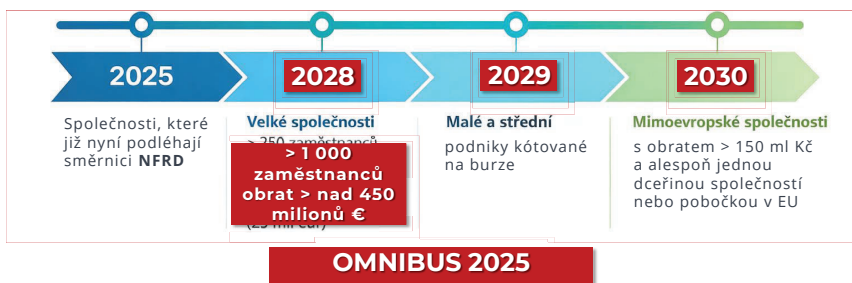 2025
2028
2029
2030
Společnosti, které
již nyní podléhají
směrnici NFRD
Velké společnosti
> 250 zaměstnanců
> 1 000
zaměstnanců
obrat > nad 450
milionů €
Malé a střední
podniky kótované
na burze
Mimoevropské společnosti
s obratem > 150 ml Kč
a alespoň jednou
dceřinou společností
nebo pobočkou v EU
OMNIBUS 2025